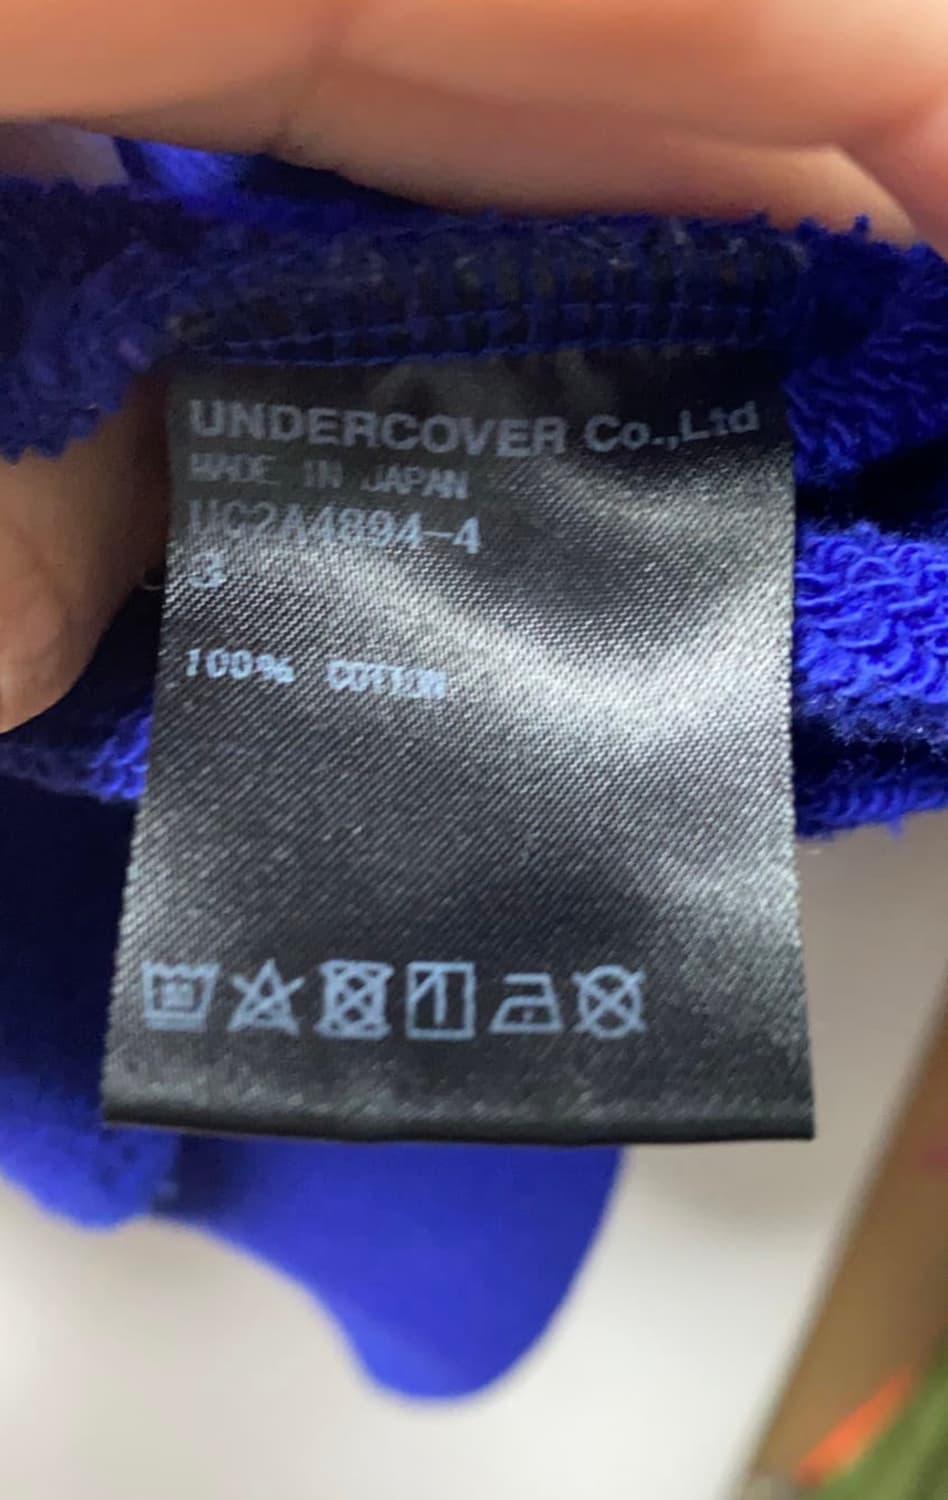 UNDERCOVER Co.,Ltd
MADE IN JAPAN
UC2A4894-4
3
100% COTTON